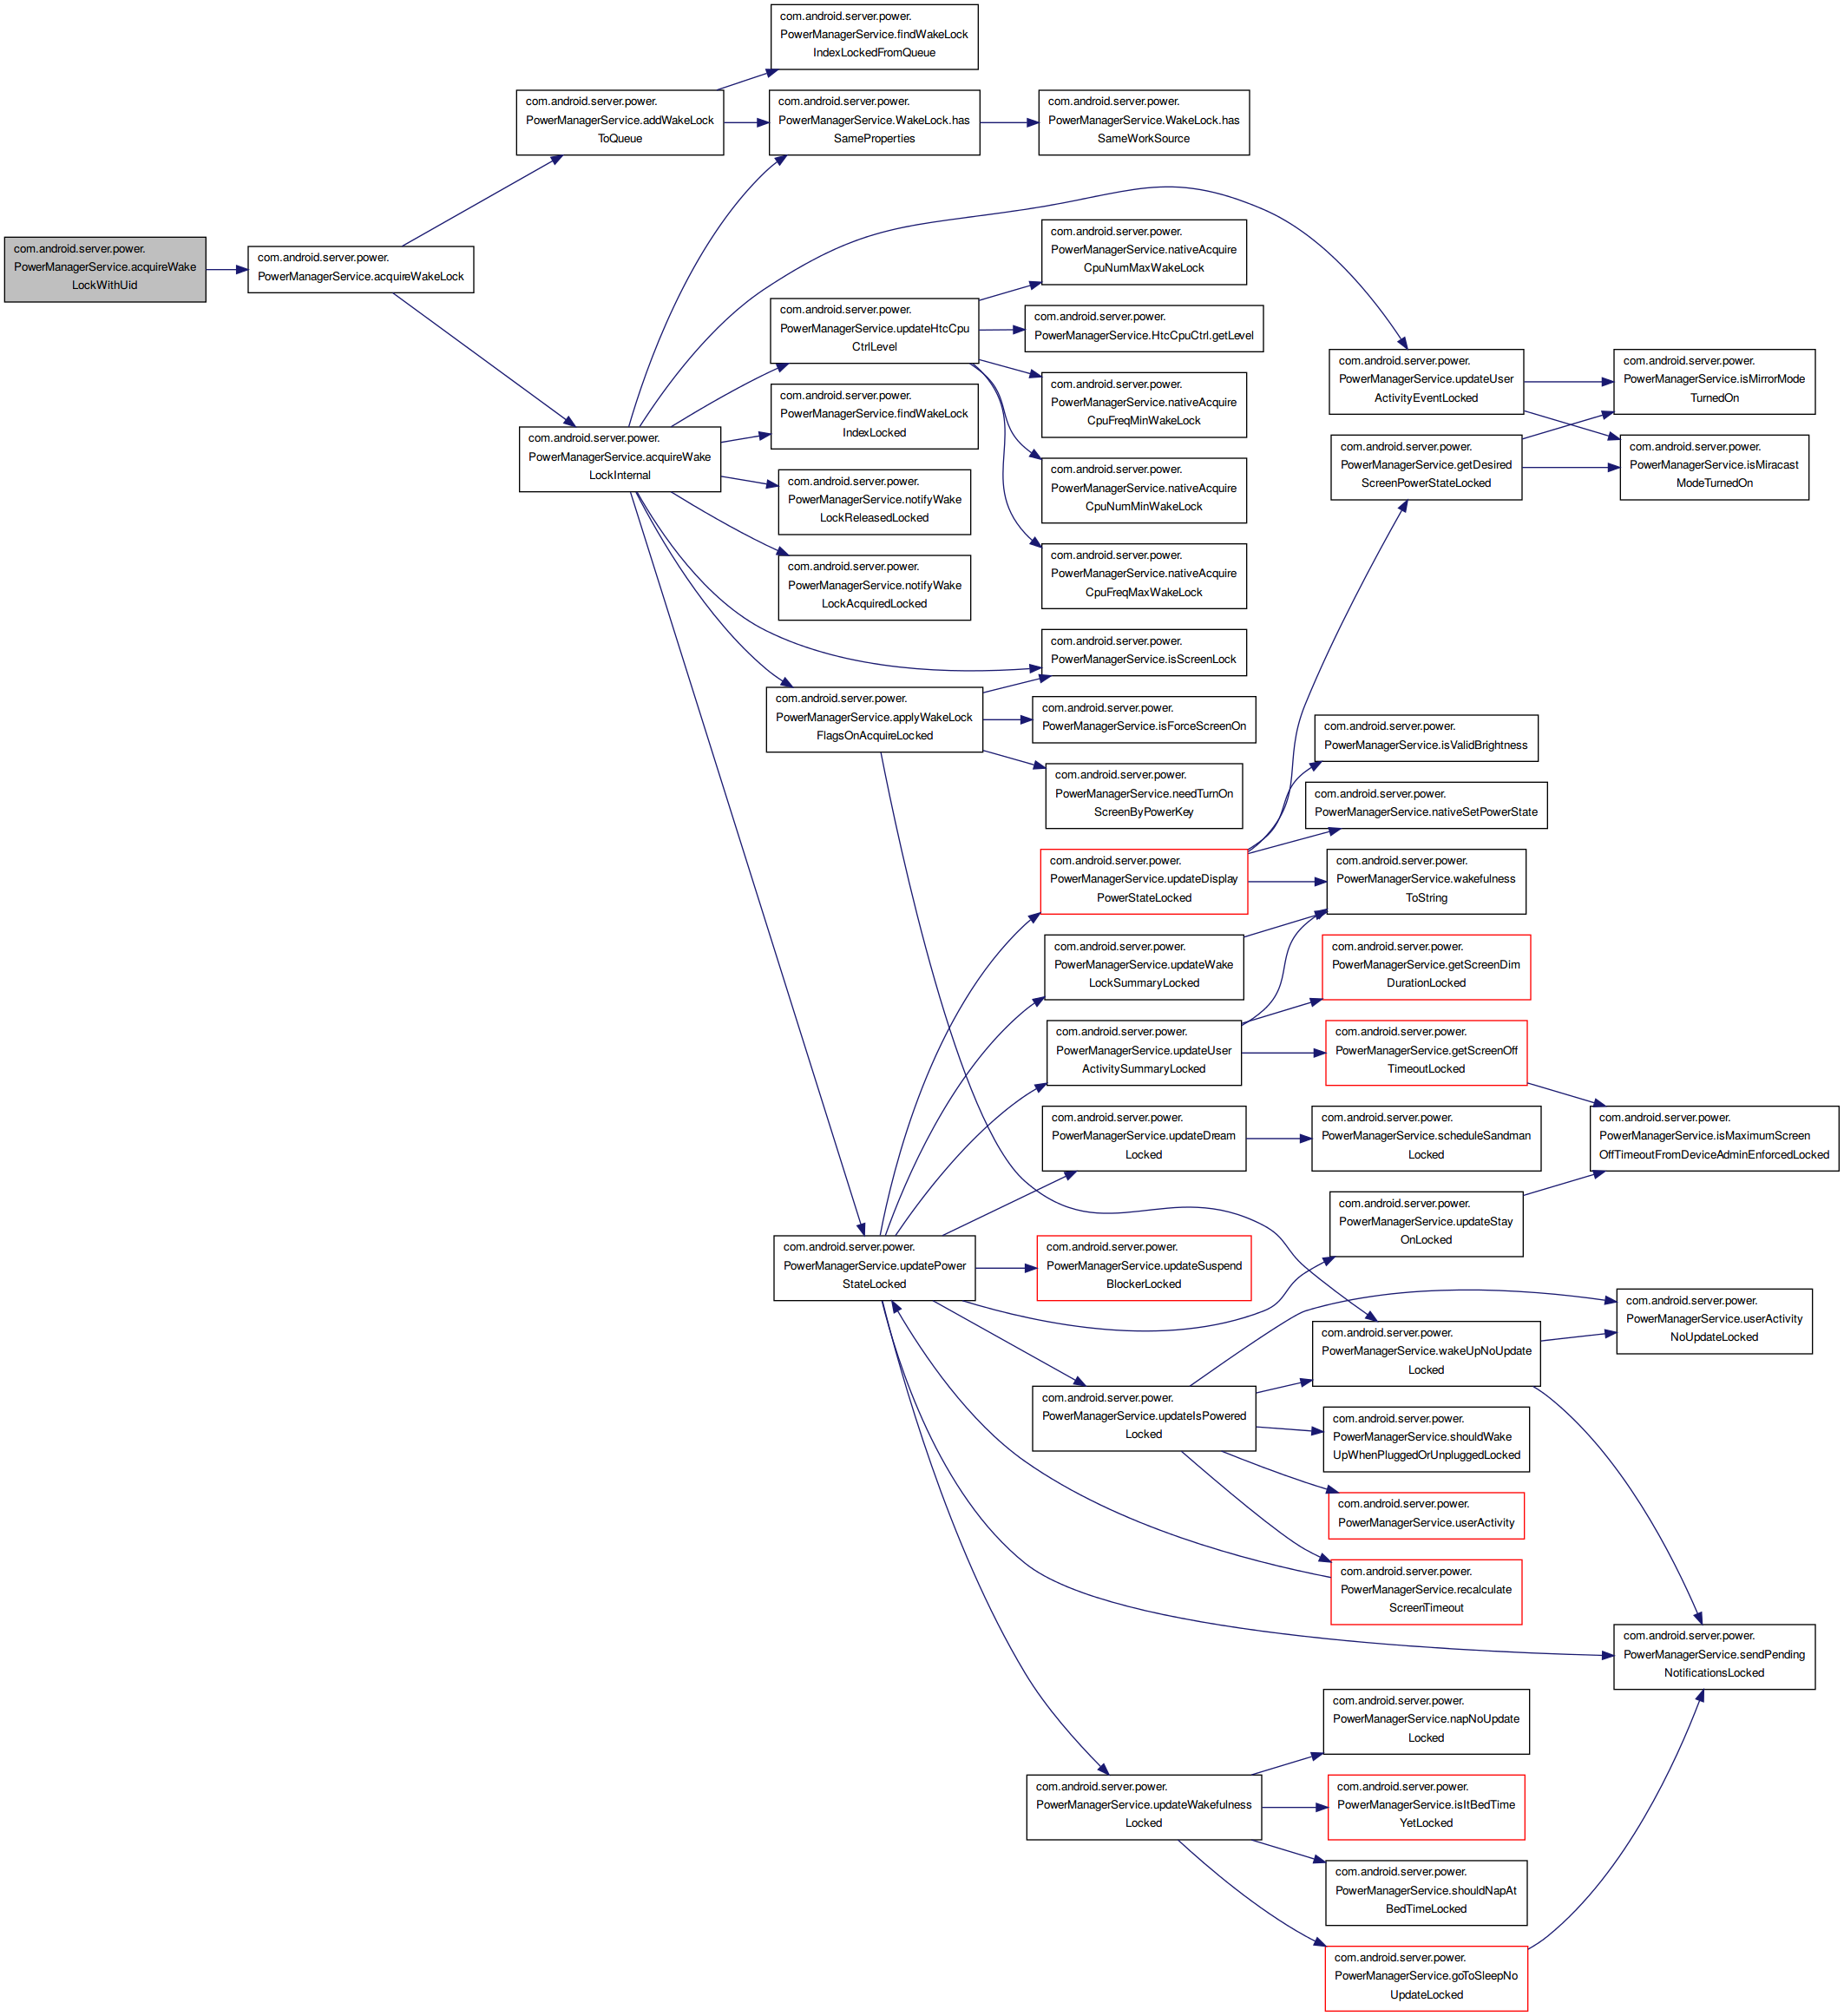 com.android.server.power.
PowerManagerService.findWakeLock
IndexLockedFromQueue
com.android.server.power.
PowerManagerService.addWakeLock
ToQueue
com.android.server.power.
PowerManagerService.WakeLock.has
SameProperties
com.android.server.power.
PowerManagerService.WakeLock.has
SameWorkSource
com.android.server.power.
PowerManagerService.acquireWake
LockWithUid
com.android.server.power.
PowerManagerService.acquireWakeLock
com.android.server.power.
PowerManagerService.nativeAcquire
CpuNumMaxWakeLock
com.android.server.power.
PowerManagerService.updateHtcCpu
CtrlLevel
com.android.server.power.
PowerManagerService.HtcCpuCtrl.getLevel
com.android.server.power.
PowerManagerService.nativeAcquire
CpuFreqMinWakeLock
com.android.server.power.
PowerManagerService.updateUser
ActivityEventLocked
com.android.server.power.
PowerManagerService.isMirrorMode
TurnedOn
com.android.server.power.
PowerManagerService.findWakeLock
IndexLocked
com.android.server.power.
PowerManagerService.acquireWake
LockInternal
com.android.server.power.
PowerManagerService.getDesired
ScreenPowerStateLocked
com.android.server.power.
PowerManagerService.isMiracast
ModeTurnedOn
com.android.server.power.
PowerManagerService.notifyWake
LockReleasedLocked
com.android.server.power.
PowerManagerService.nativeAcquire
CpuNumMinWakeLock
com.android.server.power.
PowerManagerService.notifyWake
LockAcquiredLocked
com.android.server.power.
PowerManagerService.nativeAcquire
CpuFreqMaxWakeLock
com.android.server.power.
PowerManagerService.isScreenLock
com.android.server.power.
PowerManagerService.applyWakeLock
FlagsOnAcquireLocked
com.android.server.power.
PowerManagerService.isForceScreenOn
com.android.server.power.
PowerManagerService.isValidBrightness
com.android.server.power.
PowerManagerService.needTurnOn
ScreenByPowerKey
com.android.server.power.
PowerManagerService.nativeSetPowerState
com.android.server.power.
PowerManagerService.updateDisplay
PowerStateLocked
com.android.server.power.
PowerManagerService.wakefulness
ToString
com.android.server.power.
PowerManagerService.updateWake
LockSummaryLocked
com.android.server.power.
PowerManagerService.getScreenDim
DurationLocked
com.android.server.power.
PowerManagerService.updateUser
ActivitySummaryLocked
com.android.server.power.
PowerManagerService.getScreenOff
TimeoutLocked
com.android.server.power.
PowerManagerService.updateDream
Locked
com.android.server.power.
PowerManagerService.scheduleSandman
Locked
com.android.server.power.
PowerManagerService.isMaximumScreen
OffTimeoutFromDeviceAdminEnforcedLocked
com.android.server.power.
PowerManagerService.updateStay
OnLocked
com.android.server.power.
PowerManagerService.updatePower
StateLocked
com.android.server.power.
PowerManagerService.updateSuspend
BlockerLocked
com.android.server.power.
PowerManagerService.userActivity
NoUpdateLocked
com.android.server.power.
PowerManagerService.wakeUpNoUpdate
Locked
com.android.server.power.
PowerManagerService.updateIsPowered
Locked
com.android.server.power.
PowerManagerService.shouldWake
UpWhenPluggedOrUnpluggedLocked
com.android.server.power.
PowerManagerService.userActivity
com.android.server.power.
PowerManagerService.recalculate
ScreenTimeout
com.android.server.power.
PowerManagerService.sendPending
NotificationsLocked
com.android.server.power.
PowerManagerService.napNoUpdate
Locked
com.android.server.power.
PowerManagerService.updateWakefulness
Locked
com.android.server.power.
PowerManagerService.isItBedTime
YetLocked
com.android.server.power.
PowerManagerService.shouldNapAt
BedTimeLocked
com.android.server.power.
PowerManagerService.goToSleepNo
UpdateLocked